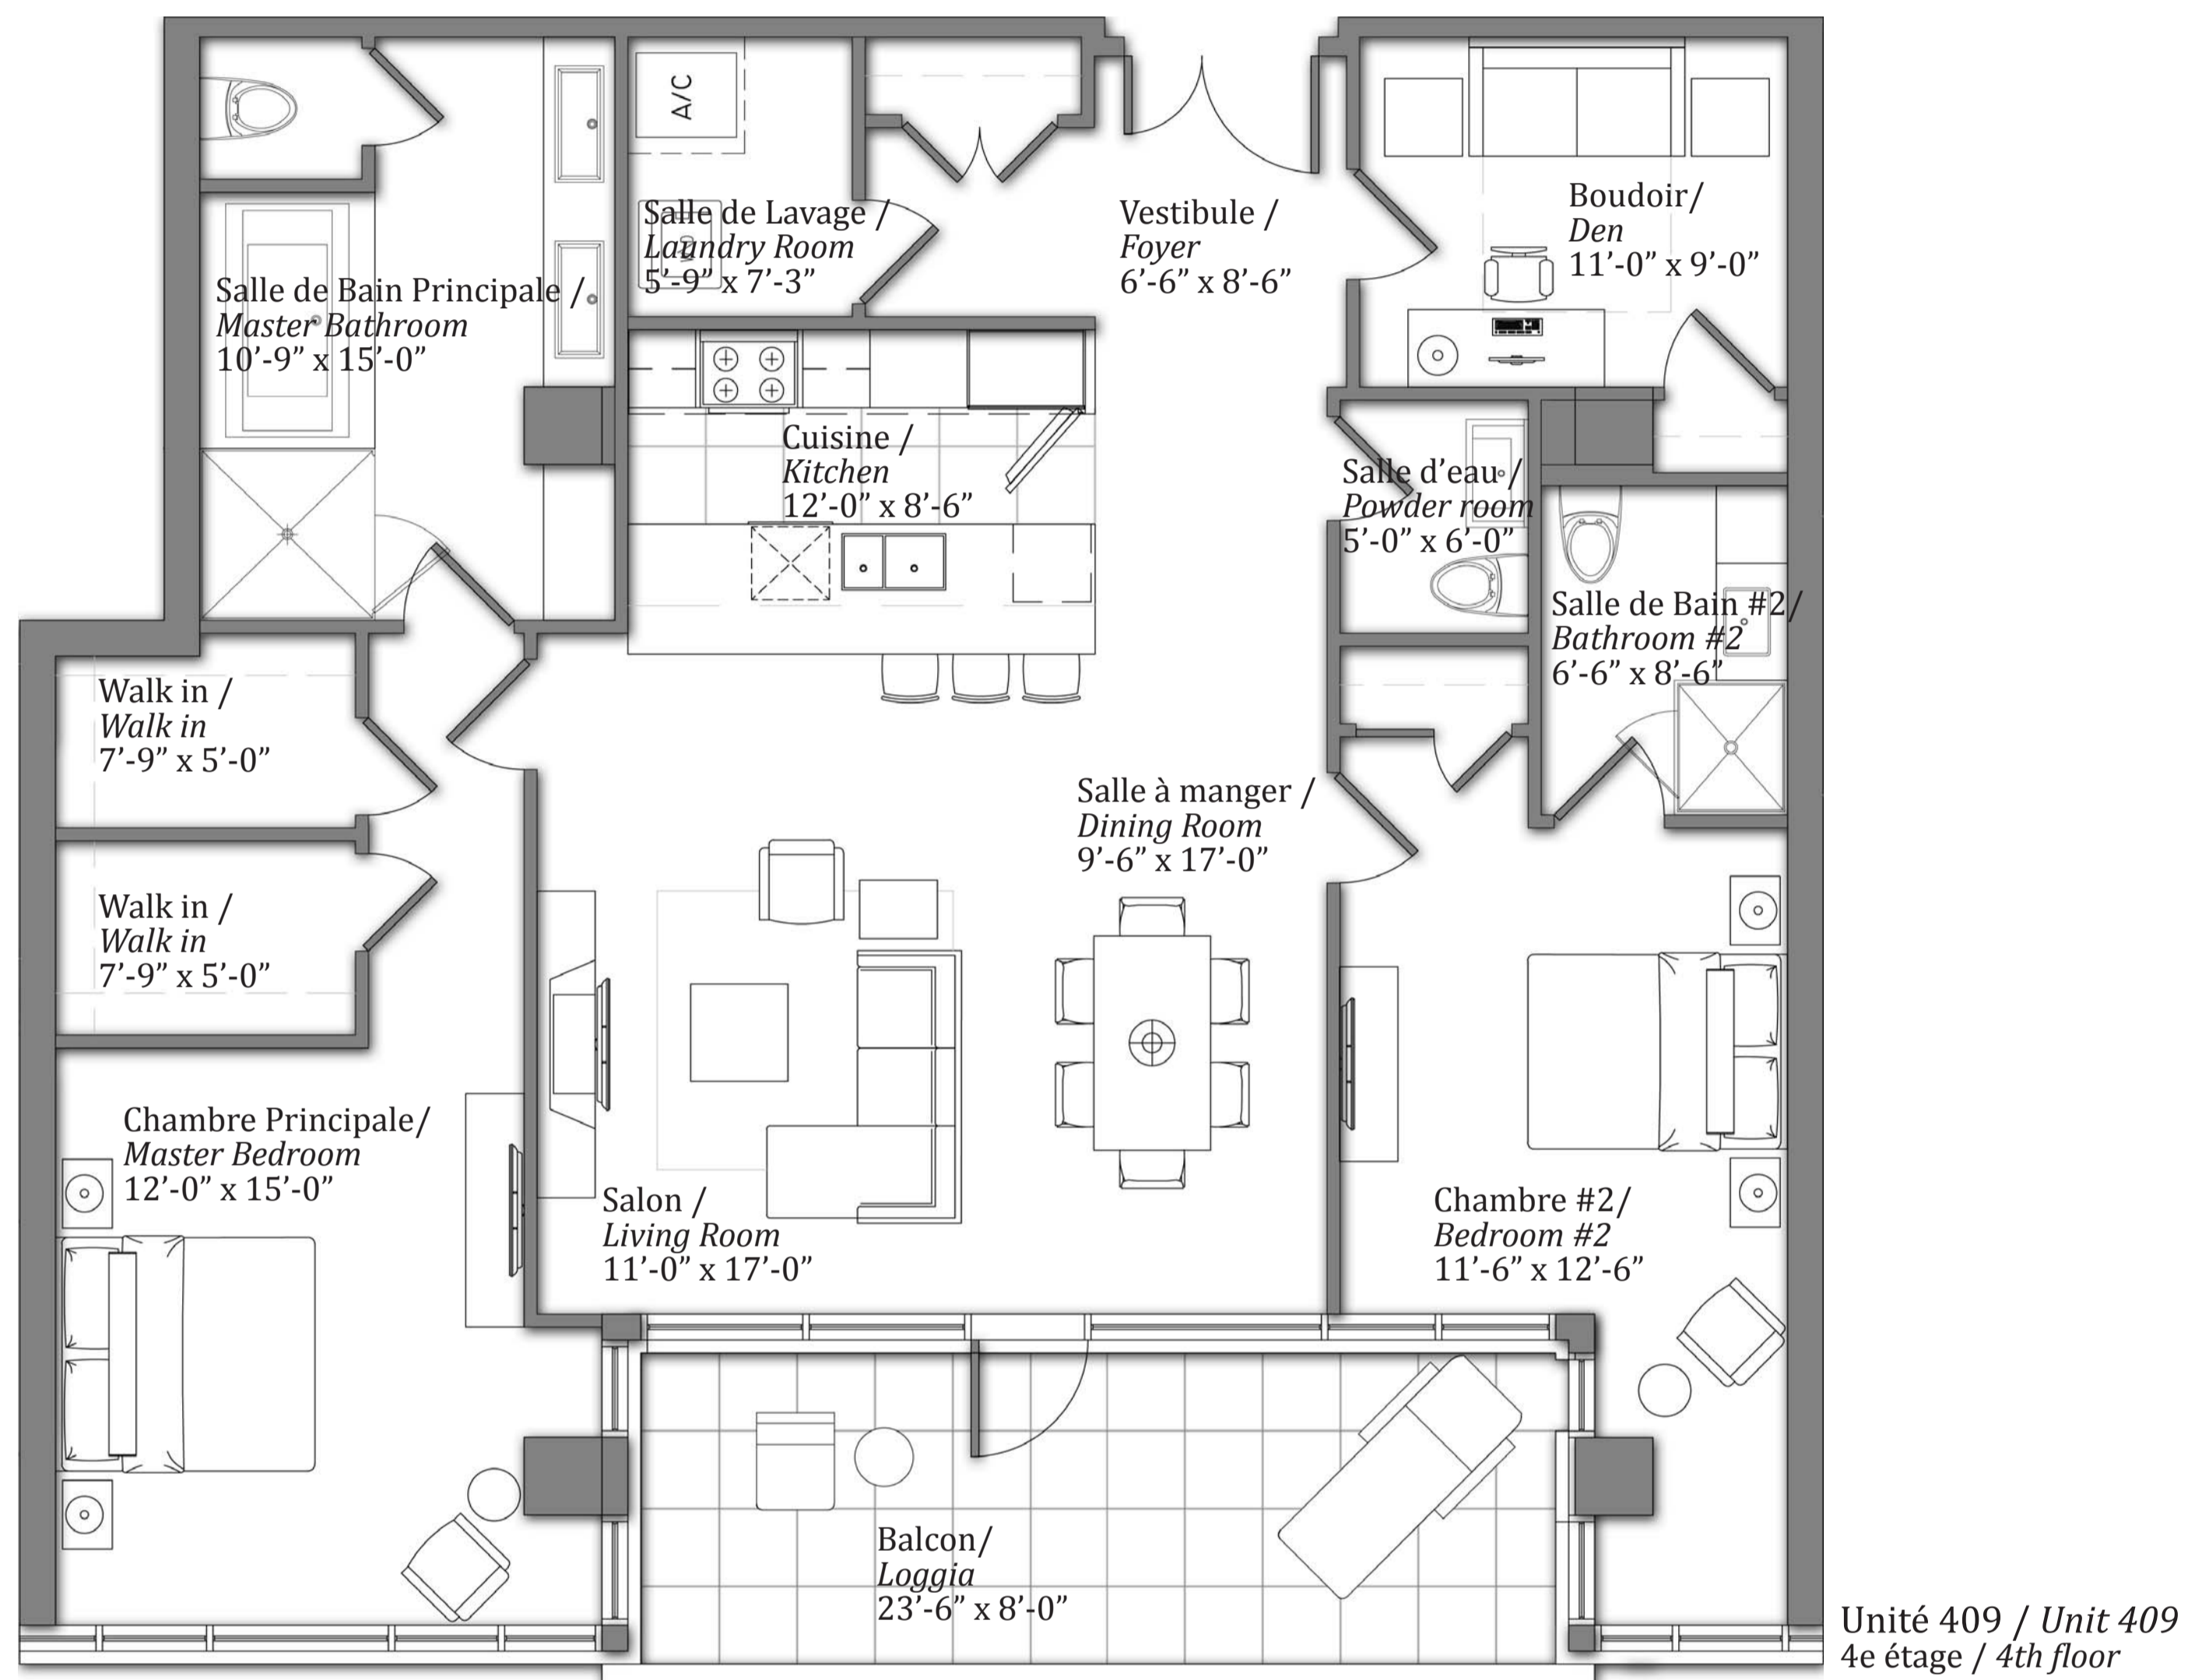 A/C
Salle de Lavage /
Laundry Room
5'-9” x 7’-3”
Vestibule /
Foyer
6’-6” x 8’-6”
Boudoir/
Den
11’-0” x 9’-0”
Salle de Bain Principale /
Master Bathroom
10’-9” x 15’-0”
Cuisine /
Kitchen
12’-0” x 8’-6”
Salle d’eau /
Powder room
5’-0” x 6’-0”
Salle de Bain #2/
Bathroom #2
6’-6” x 8’-6”
Walk in /
Walk in
7’-9” x 5’-0”
Salle à manger /
Dining Room
9’-6” x 17’-0”
Walk in /
Walk in
7’-9” x 5’-0”
Chambre Principale/
Master Bedroom
12’-0” x 15’-0”
Salon /
Living Room
11’-0” x 17’-0”
Chambre #2/
Bedroom #2
11’-6” x 12’-6”
Balcon/
Loggia
23’-6” x 8’-0”
Unité 409 / Unit 409
4e étage / 4th floor